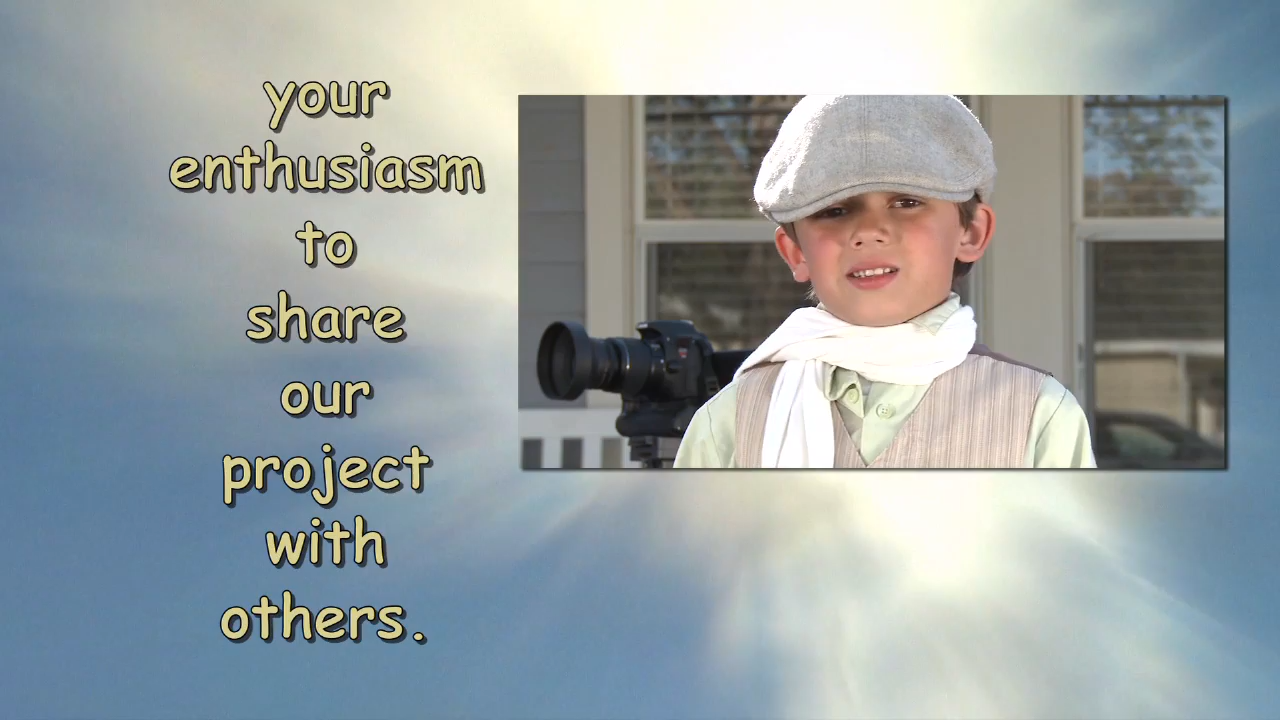 your
enthusiasm
to
share
our
project
with
others.